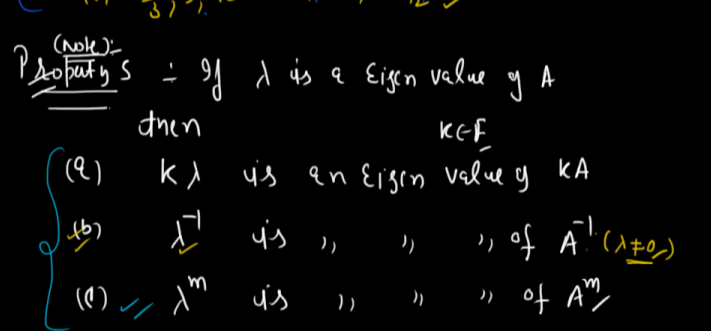 (Note):-
Property 5 :- If λ is a Eigen value of A
then K∈F
(a) Kλ is an Eigen value of KA
(b) λ⁻¹ is ,, ,, ,, of A⁻¹ (λ≠0)
(c) λᵐ is ,, ,, ,, of Aᵐ